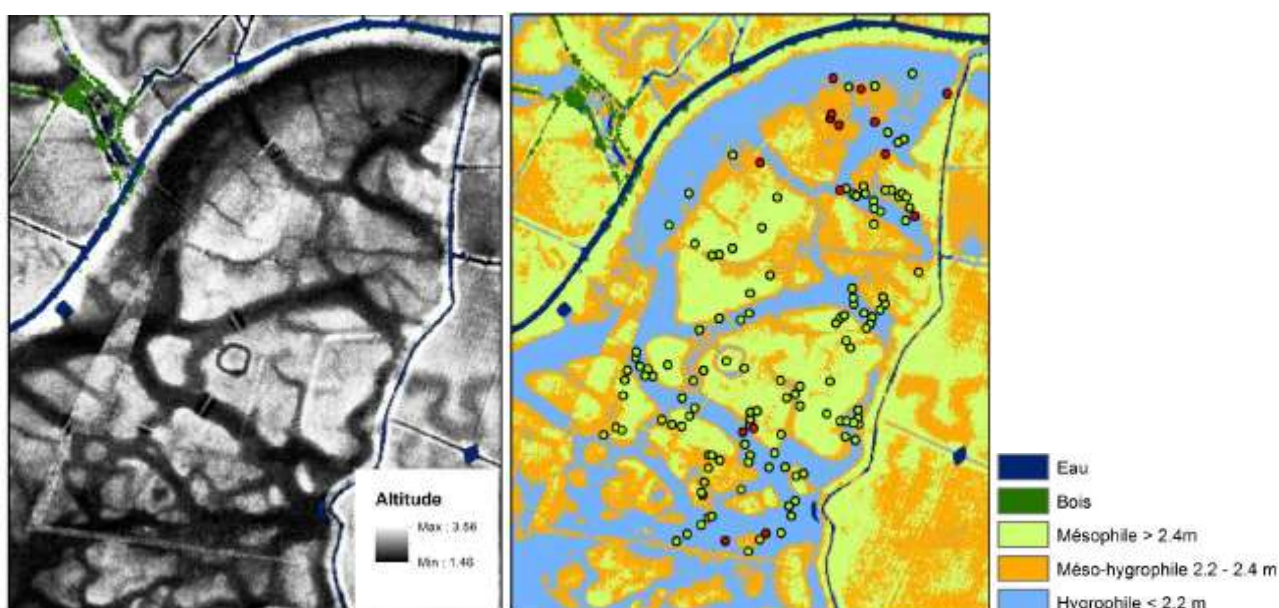 Altitude
Max : 3.56
Min : 1.46
Eau
Bois
Mésophile > 2.4m
Méso-hygrophile 2.2 - 2.4 m
Hygrophile < 2.2 m